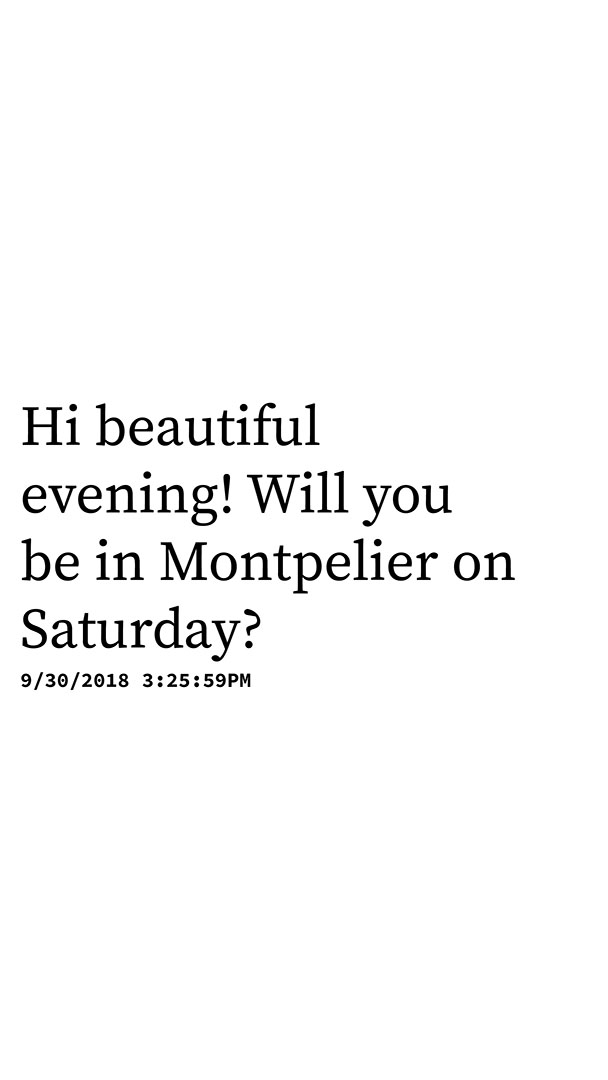 Hi beautiful
evening! Will you
be in Montpelier on
Saturday?
9/30/2018 3:25:59PM